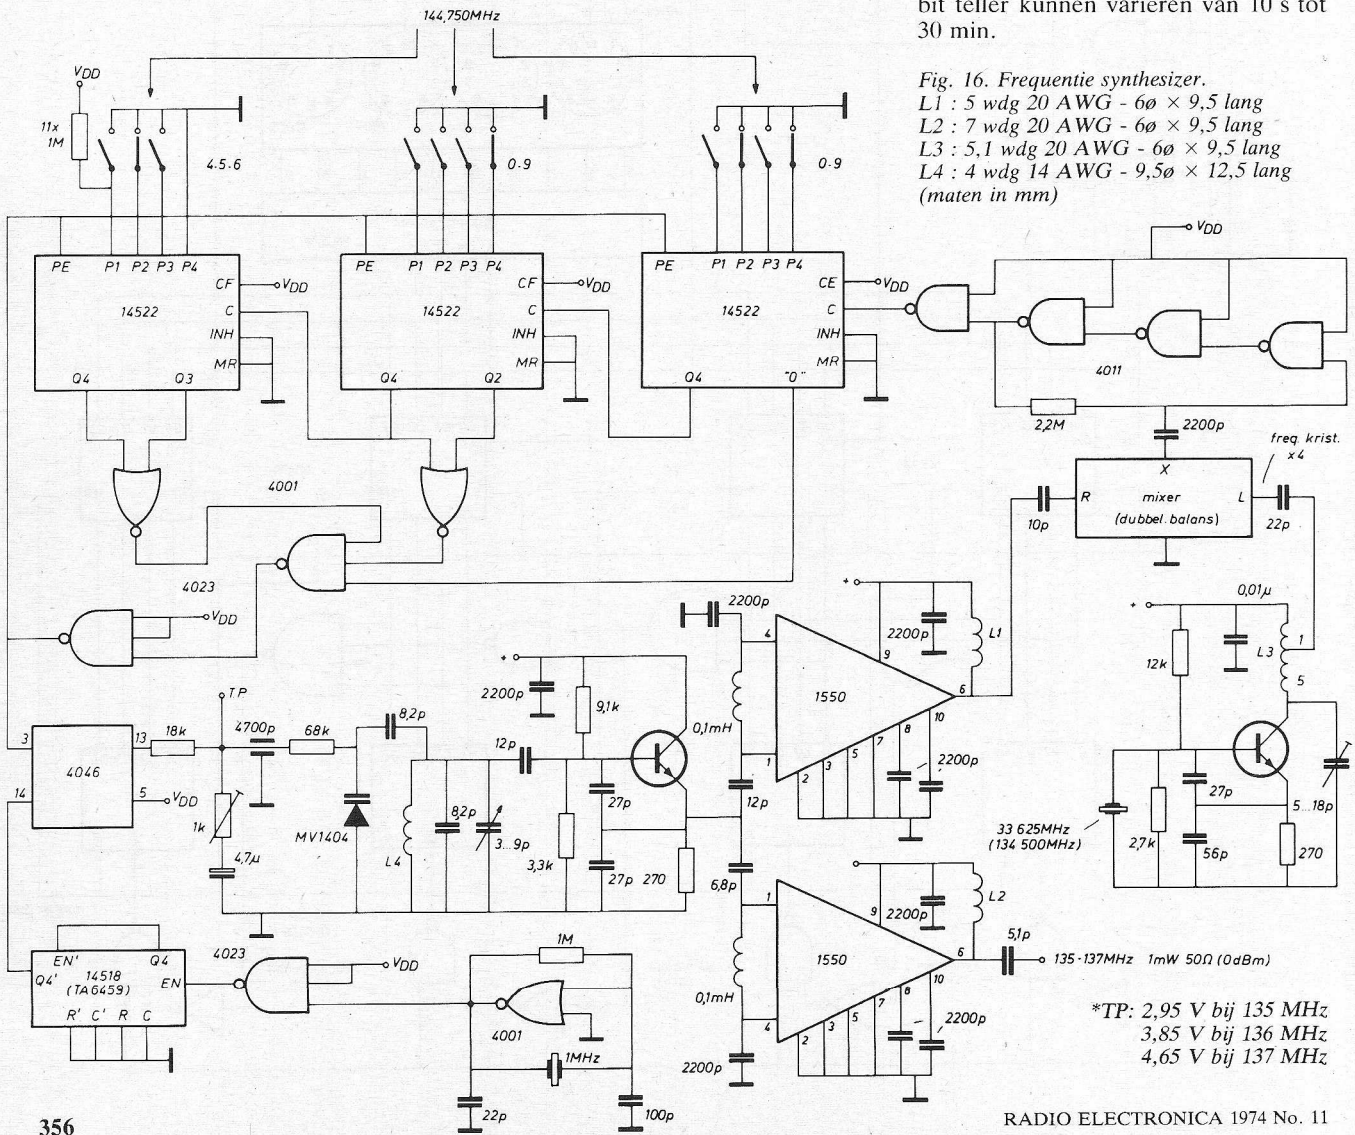 bit teller kunnen variëren van 10 s tot
30 min.
Fig. 16. Frequentie synthesizer.
L1 : 5 wdg 20 AWG - 6ø × 9,5 lang
L2 : 7 wdg 20 AWG - 6ø × 9,5 lang
L3 : 5,1 wdg 20 AWG - 6ø × 9,5 lang
L4 : 4 wdg 14 AWG - 9,5ø × 12,5 lang
(maten in mm)
144,750MHz
VDD
11x
1M
4.5.6
0.9
0.9
PE P1 P2 P3 P4
CF
VDD
14522
C
INH
MR
Q4 Q3
PE P1 P2 P3 P4
CF
VDD
14522
C
INH
MR
Q4 Q2
PE P1 P2 P3 P4
CE
VDD
14522
C
INH
MR
Q4 "0"
VDD
4011
2,2M
2200p
freq. krist.
x4
X
R mixer L
(dubbel.balans)
10p
22p
4001
4023
VDD
TP
3 13
4046
14 5
VDD
18k
4700p
68k
1k
4,7µ
MV1404
8,2p
L4
8,2p
3...9p
12p
+
2200p
9,1k
3,3k
27p
27p
270
2200p
4
0,1mH
1
12p
6,8p
+
2200p
L1
9
1550
6
10
8
7
5
3
2
2200p
1
0,1mH
4
2200p
2200p
L2
9
1550
6
10
8
7
5
3
2
2200p
5,1p
135-137MHz 1mW 50Ω (0dBm)
+
0,01µ
12k
L3
1
5
27p
5...18p
33 625MHz
(134 500MHz)
2,7k
56p
270
EN' Q4
Q4' 14518 EN
(TA6459)
R' C' R C
4023
VDD
1M
4001
1MHz
22p
100p
*TP: 2,95 V bij 135 MHz
3,85 V bij 136 MHz
4,65 V bij 137 MHz
356
RADIO ELECTRONICA 1974 No. 11